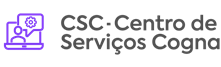 CSC · Centro de
Serviços Cogna